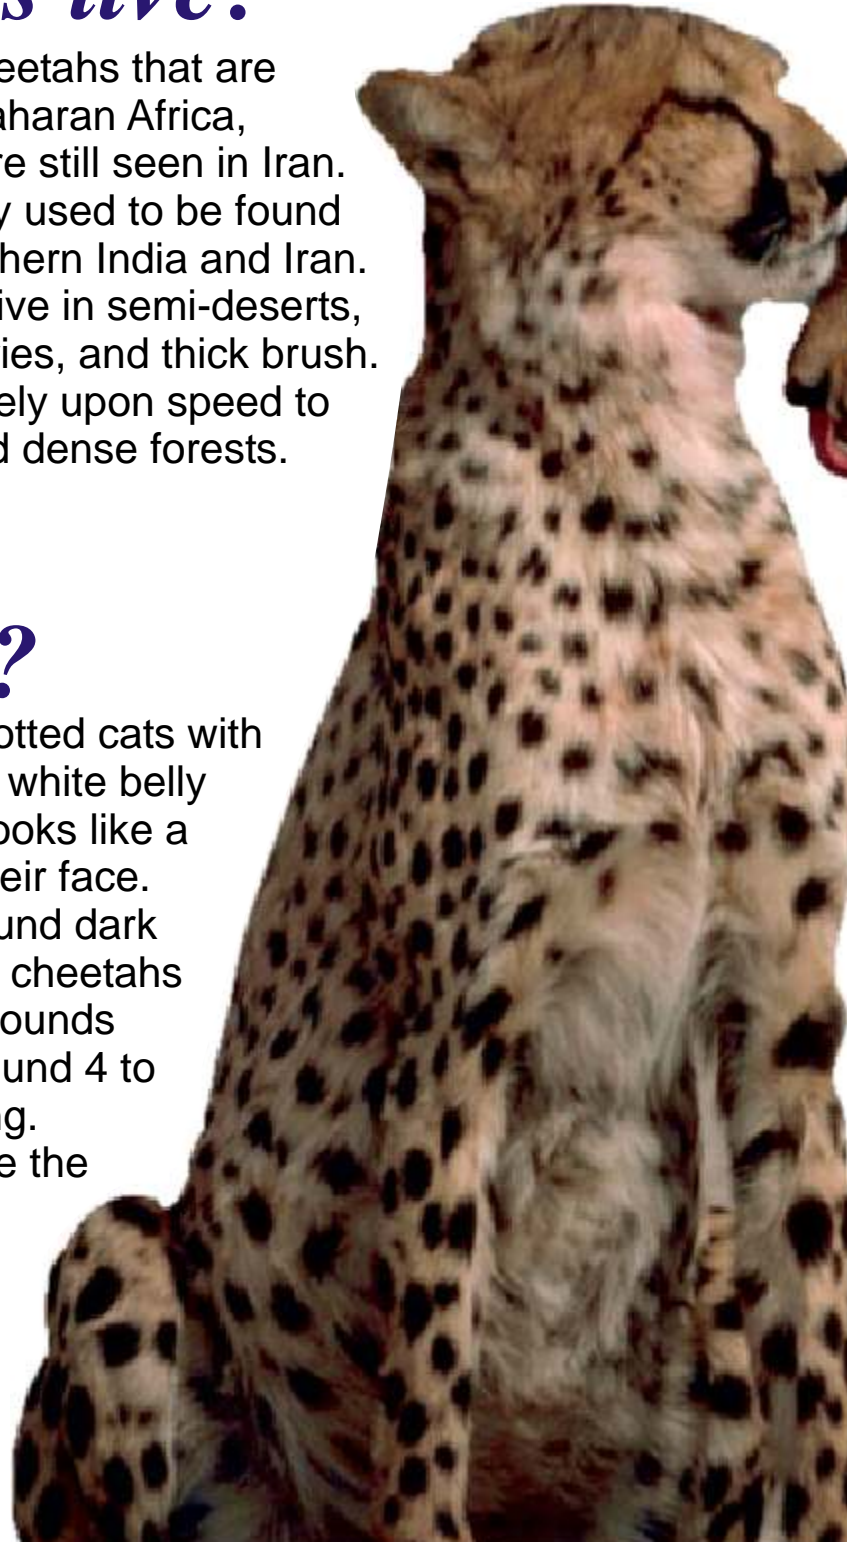 s live?
eetahs that are
aharan Africa,
re still seen in Iran.
y used to be found
hern India and Iran.
ive in semi-deserts,
ries, and thick brush.
ely upon speed to
d dense forests.
?
otted cats with
white belly
ooks like a
eir face.
und dark
cheetahs
ounds
und 4 to
ng.
e the